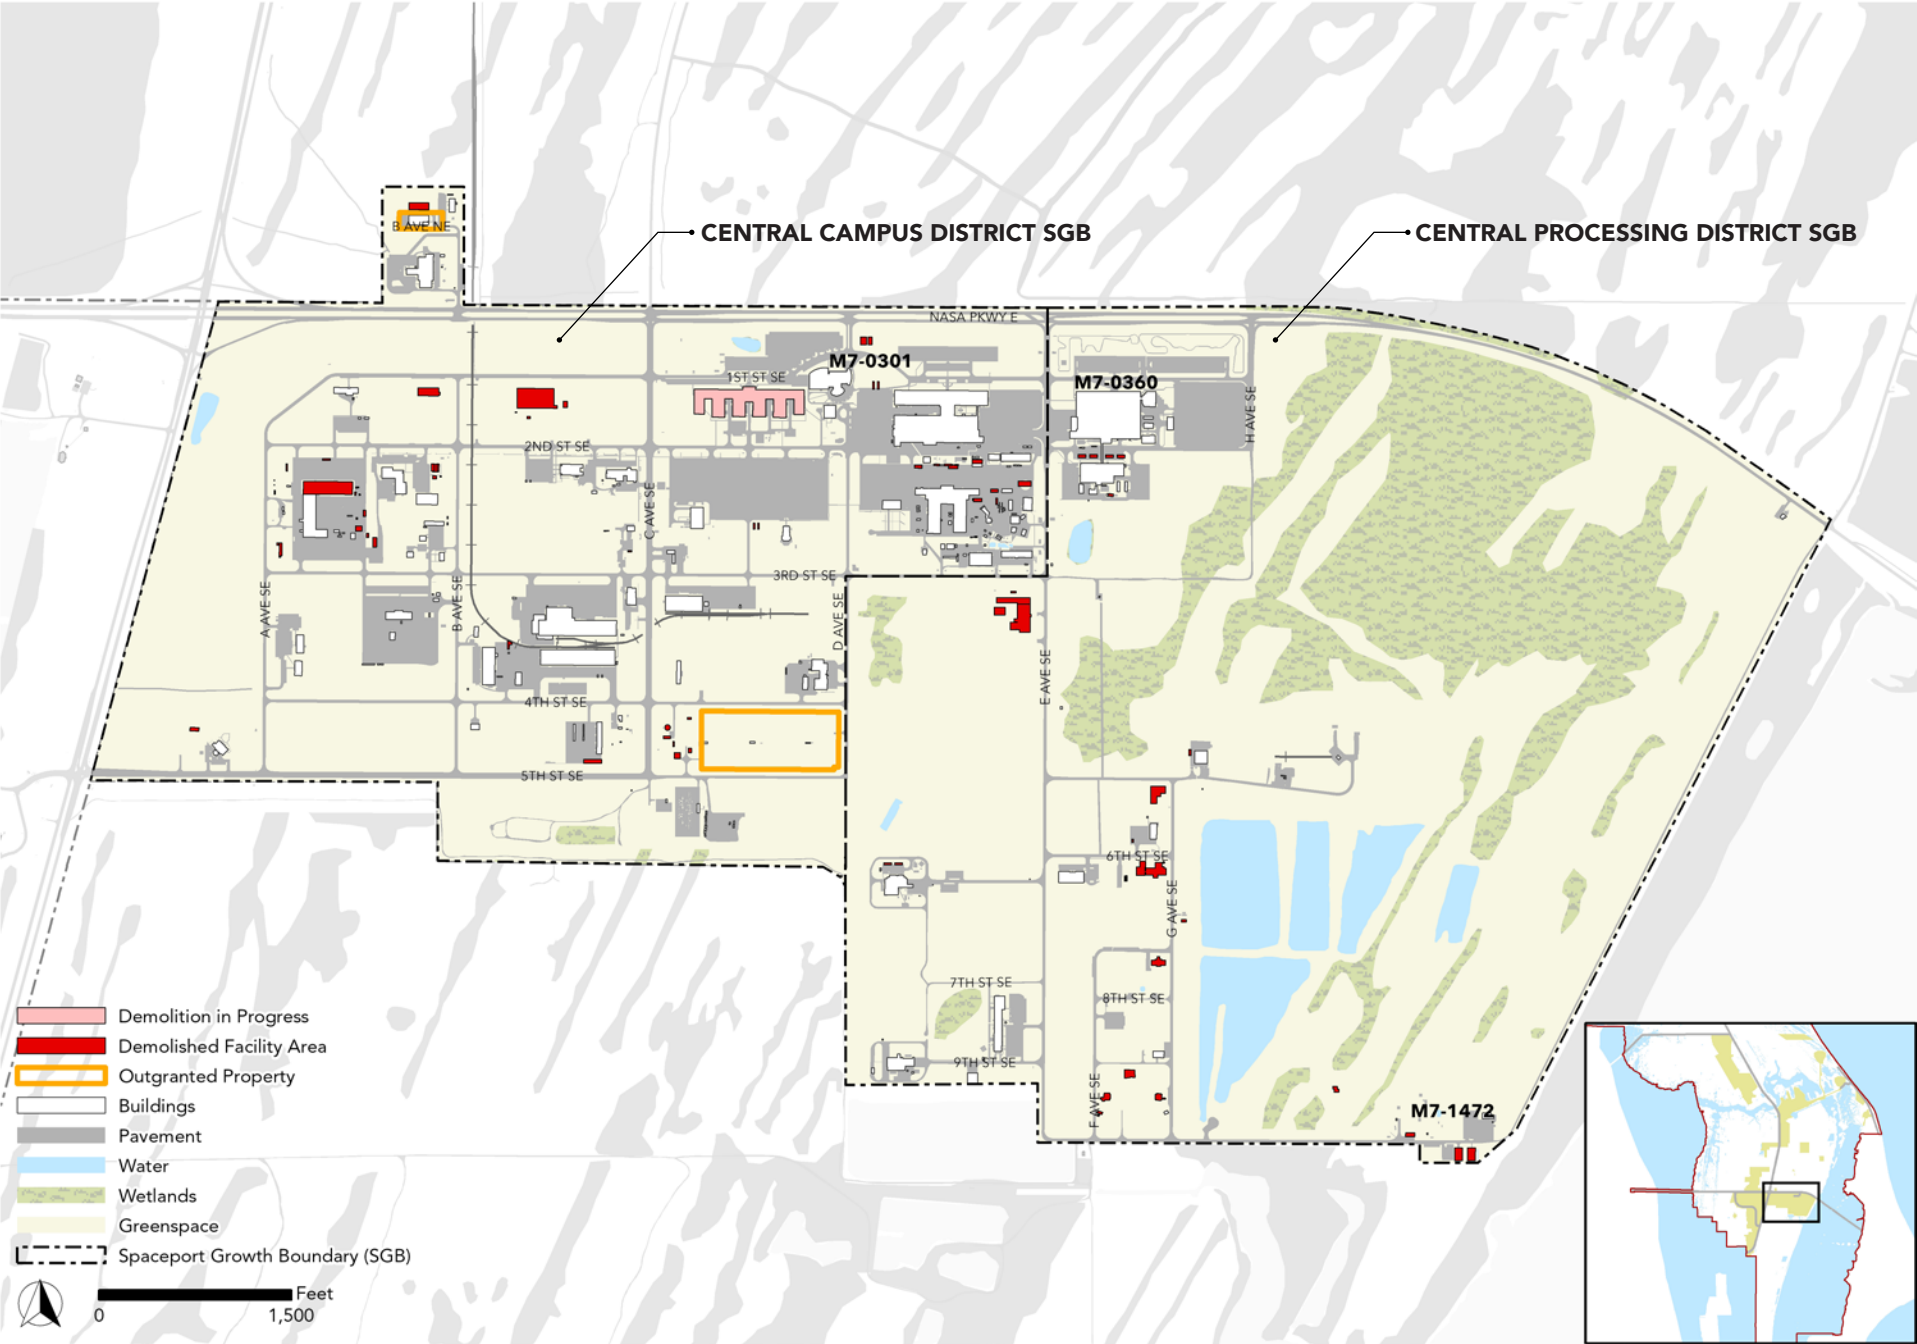 B AVE NE
CENTRAL CAMPUS DISTRICT SGB
CENTRAL PROCESSING DISTRICT SGB
NASA PKWY E
M7-0301
1ST ST SE
M7-0360
H AVE SE
2ND ST SE
C AVE SE
3RD ST SE
A AVE SE
B AVE SE
D AVE SE
E AVE SE
4TH ST SE
5TH ST SE
6TH ST SE
G AVE SE
7TH ST SE
8TH ST SE
9TH ST SE
F AVE SE
M7-1472
Demolition in Progress
Demolished Facility Area
Outgranted Property
Buildings
Pavement
Water
Wetlands
Greenspace
Spaceport Growth Boundary (SGB)
Feet
0 1,500